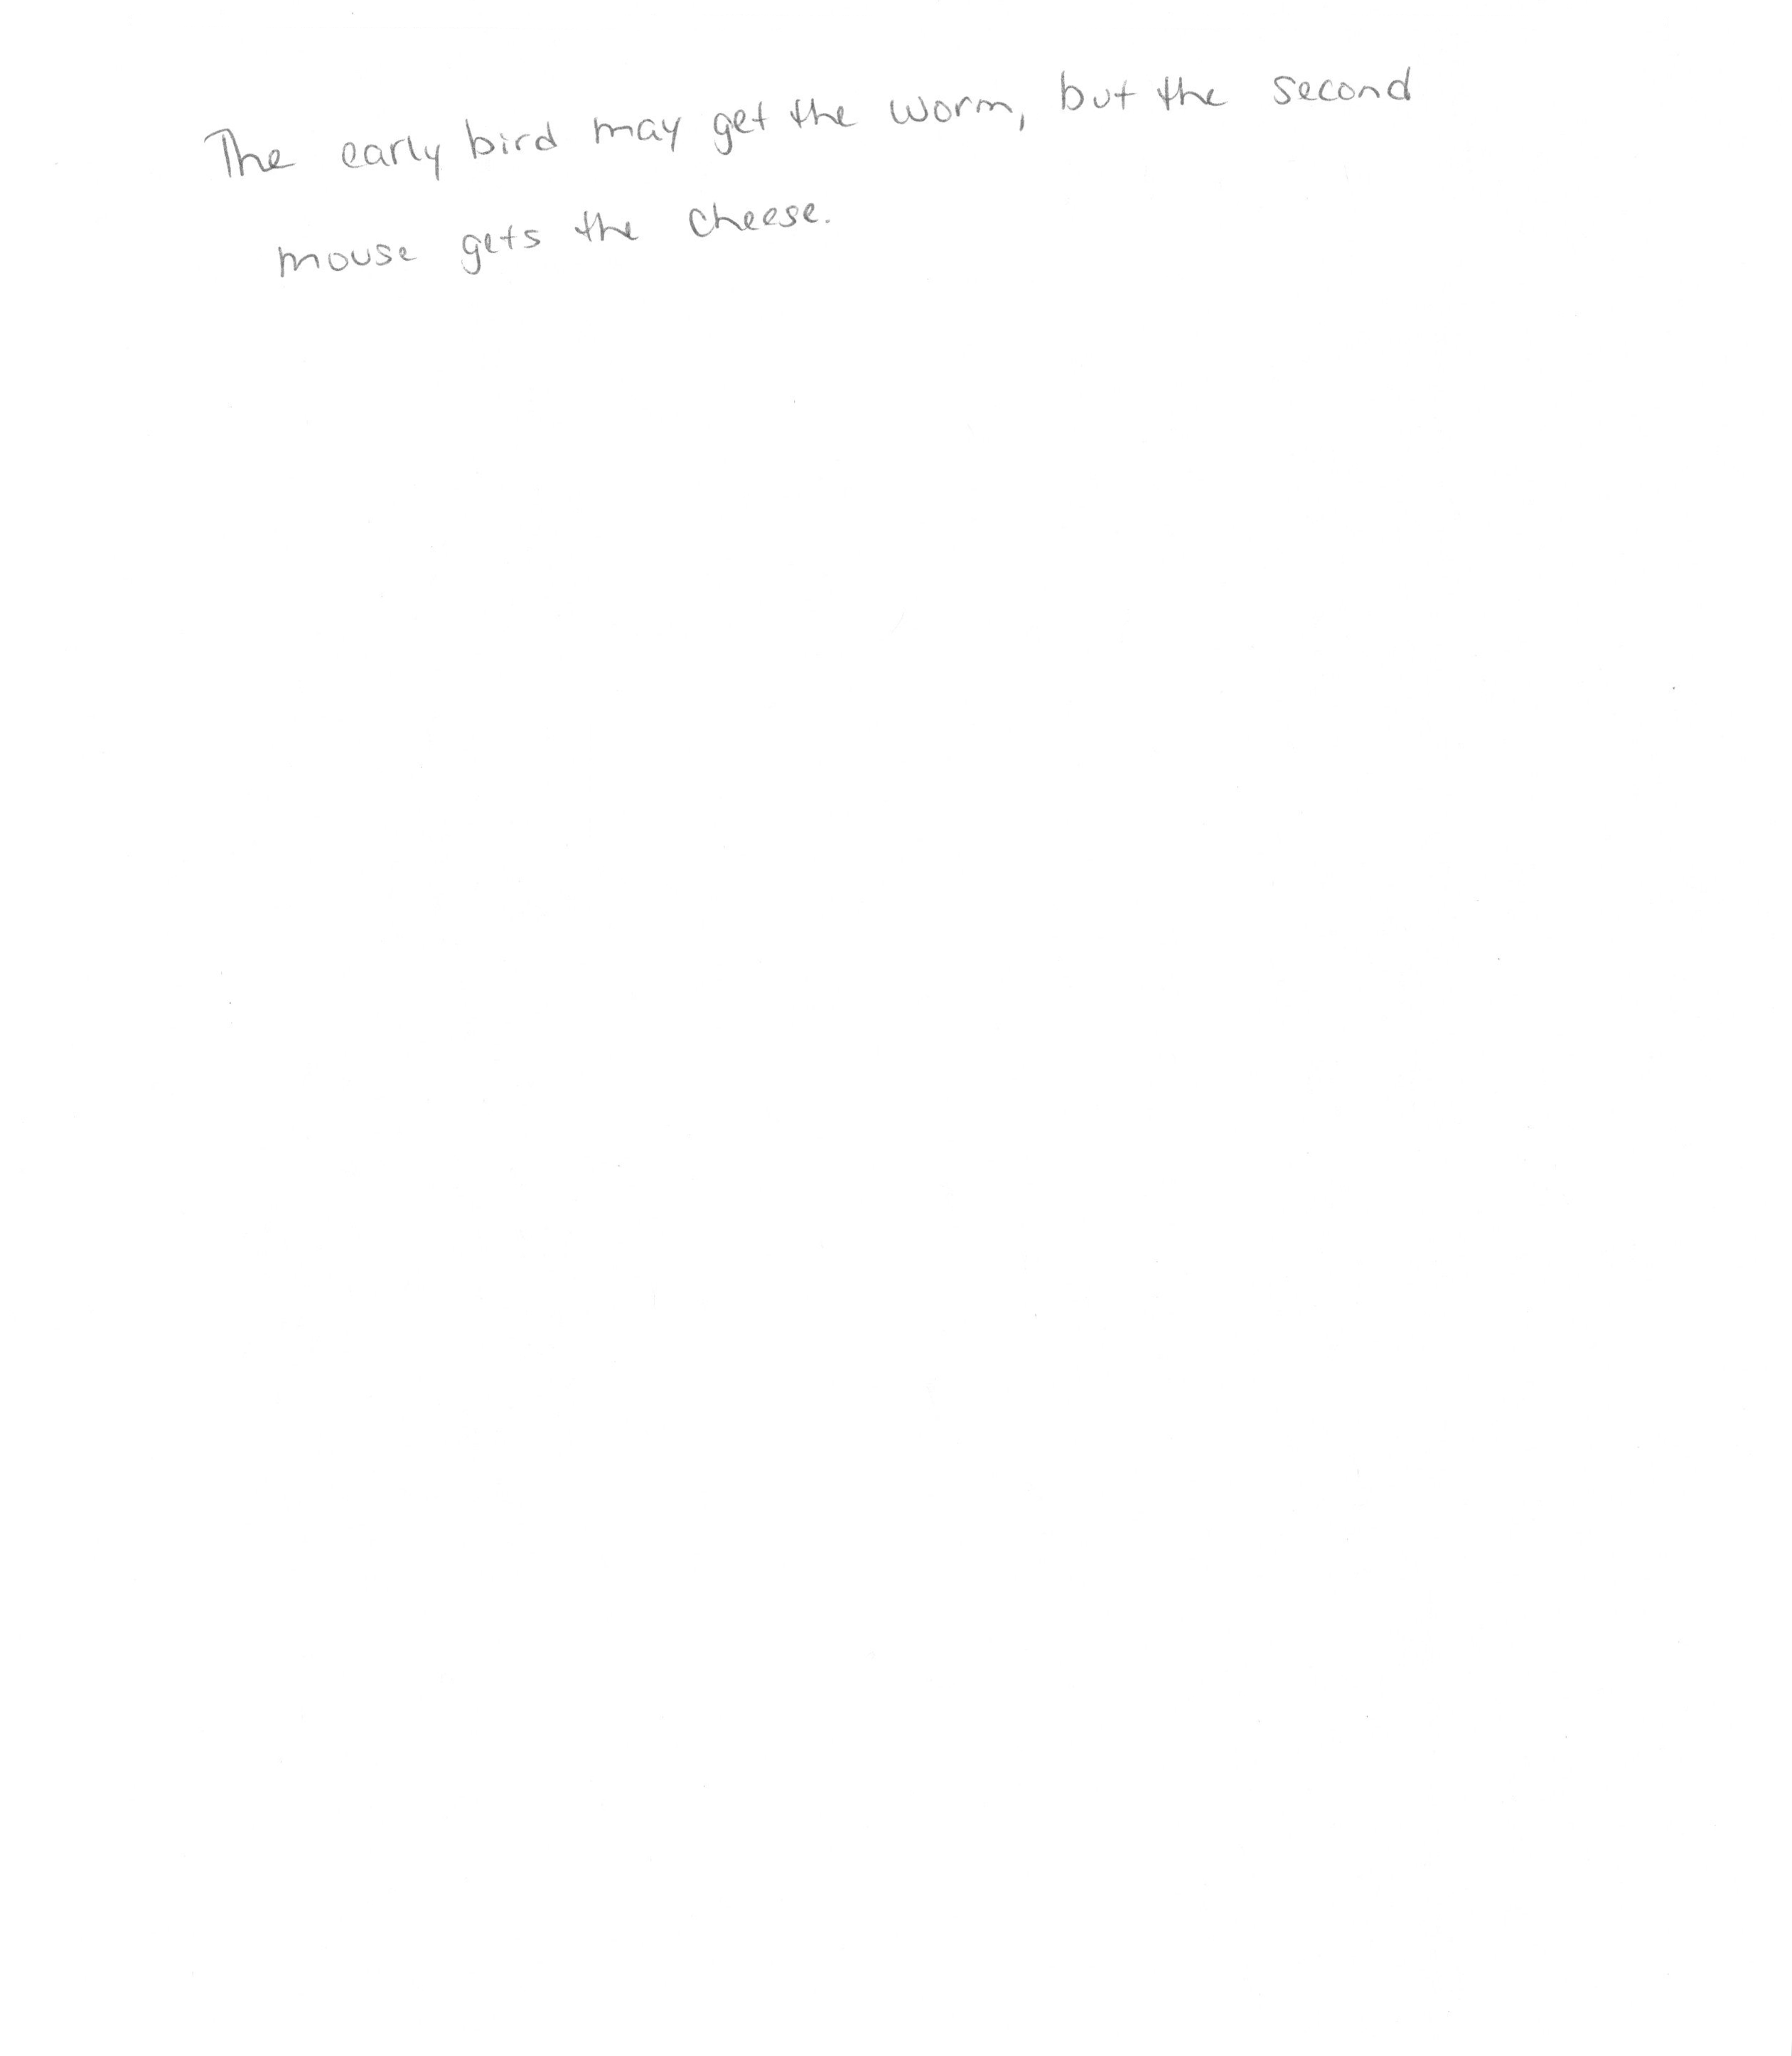 The early bird may get the worm, but the second
mouse gets the cheese.